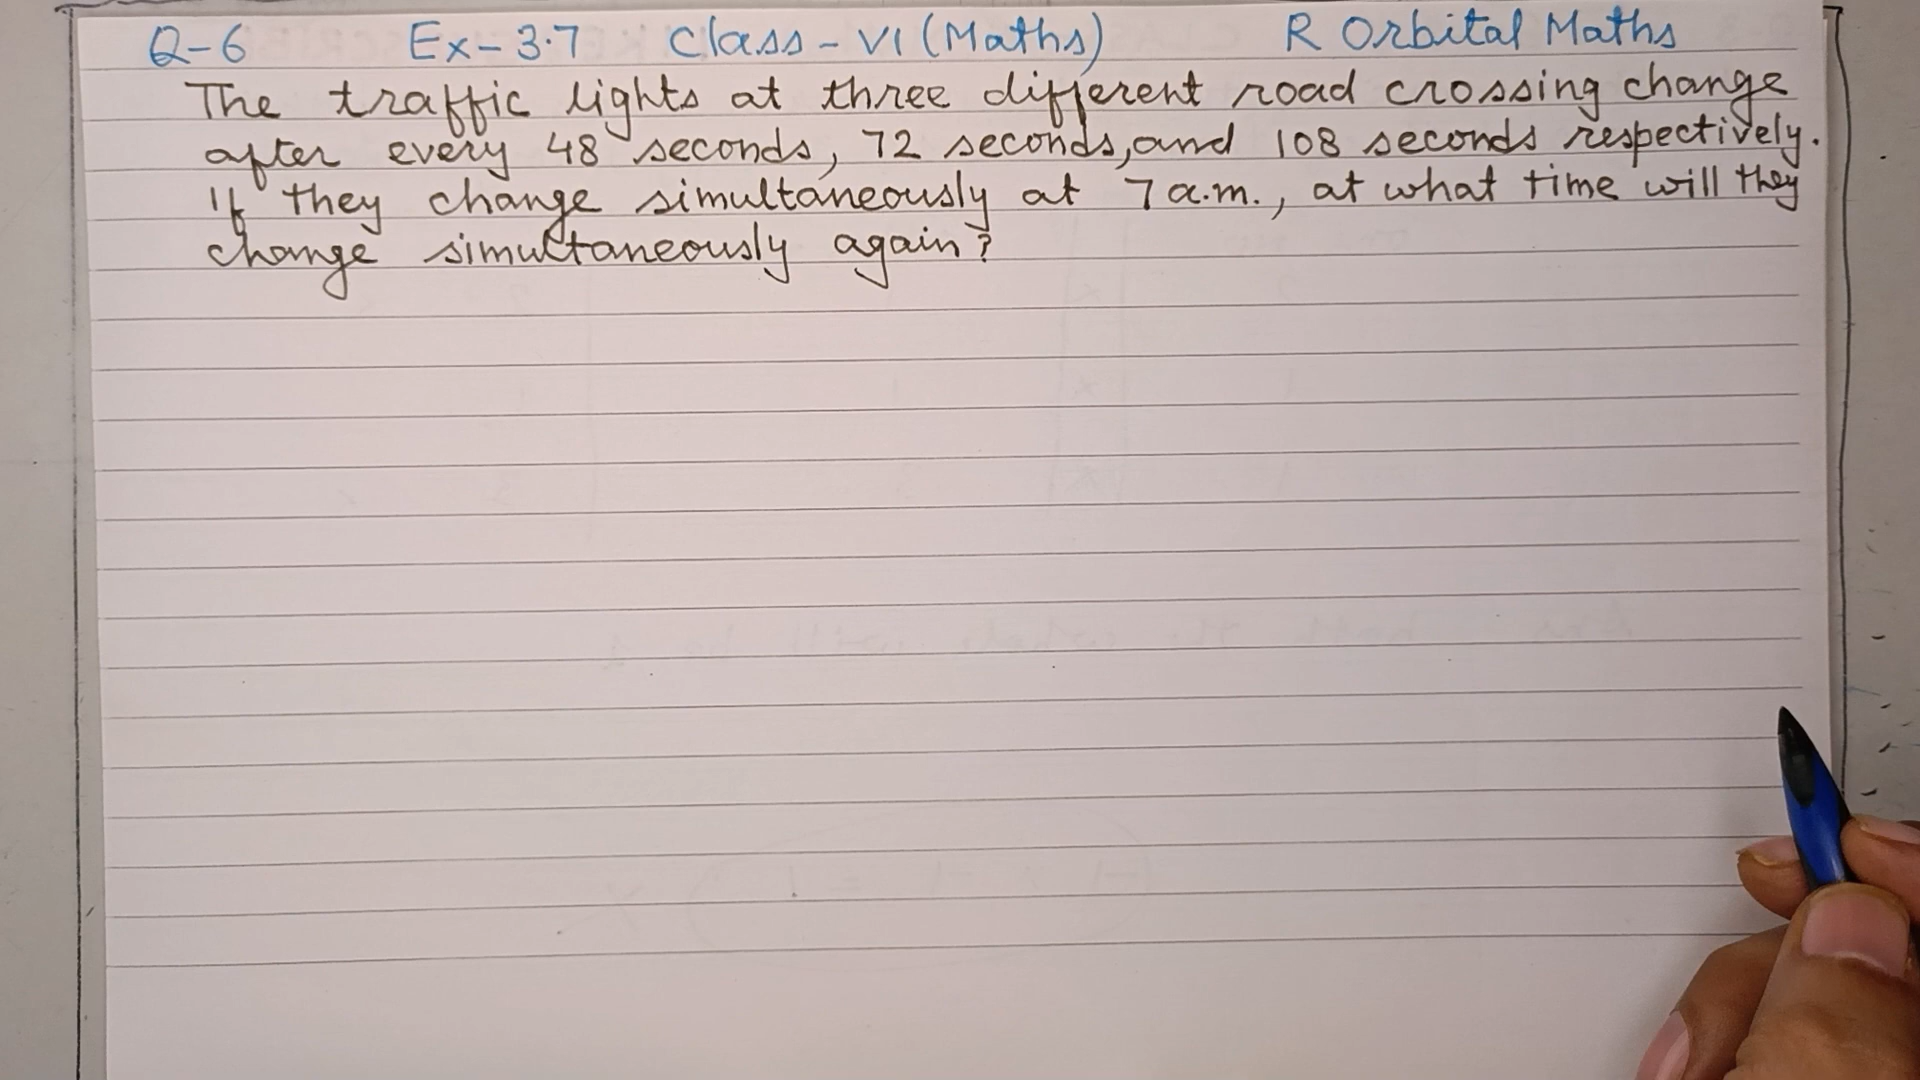 Q-6 Ex-3.7 Class-VI (Maths) R Orbital Maths
The traffic lights at three different road crossing change
after every 48 seconds, 72 seconds, and 108 seconds respectively.
If they change simultaneously at 7 a.m., at what time will they
change simultaneously again?